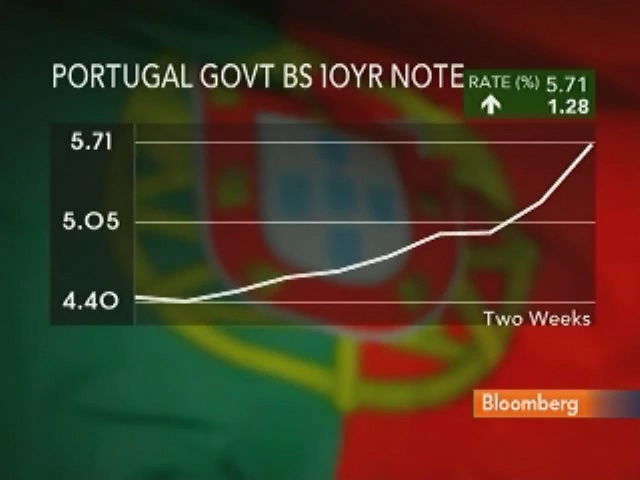 PORTUGAL GOVT BS 10YR NOTE
RATE (%) 5.71
1.28
5.71
5.05
4.40
Two Weeks
Bloomberg